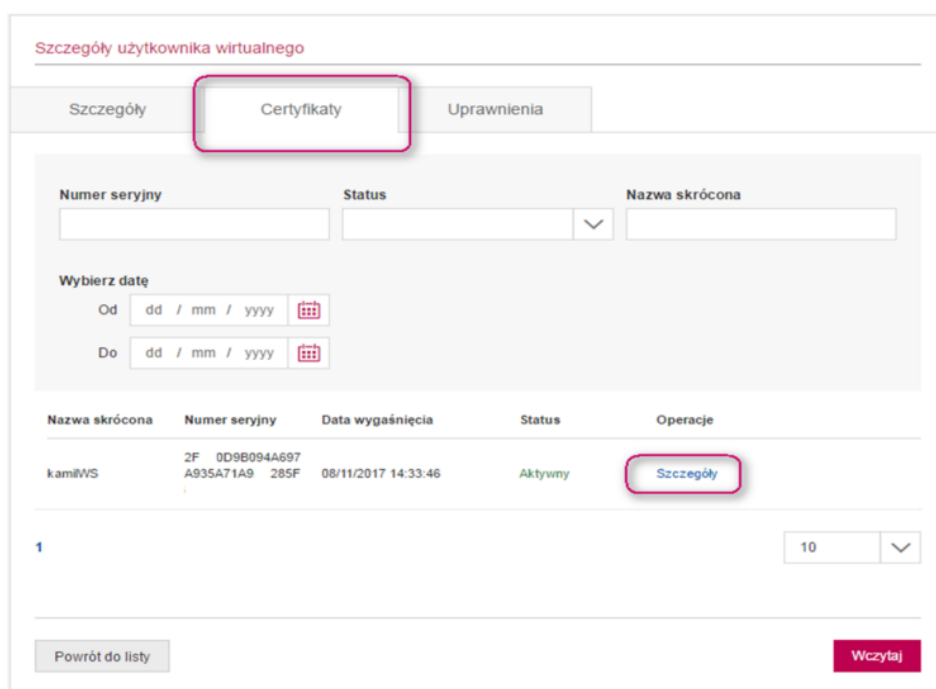 Szczegóły użytkownika wirtualnego
Szczegóły Certyfikaty Uprawnienia
Numer seryjny Status Nazwa skrócona
Wybierz datę
Od dd / mm / yyyy
Do dd / mm / yyyy
Nazwa skrócona Numer seryjny Data wygaśnięcia Status Operacje
2F 0D9B094A697
kamilWS A935A71A9 285F 08/11/2017 14:33:46 Aktywny Szczegóły
1 10
Powrót do listy Wczytaj